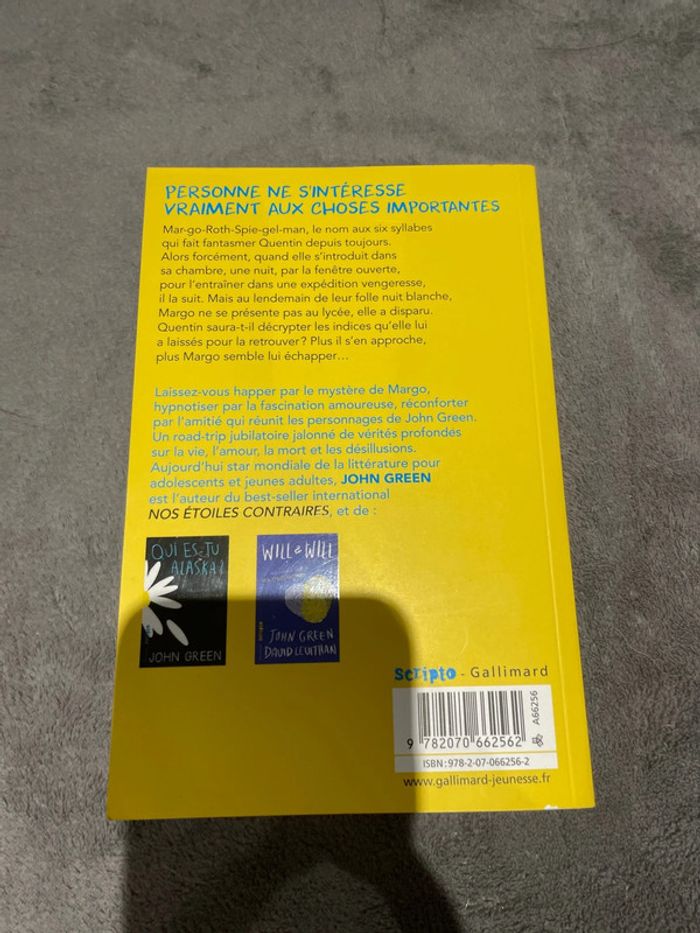 PERSONNE NE S'INTÉRESSE
VRAIMENT AUX CHOSES IMPORTANTES
Mar-go-Roth-Spie-gel-man, le nom aux six syllabes
qui fait fantasmer Quentin depuis toujours.
Alors forcément, quand elle s'introduit dans
sa chambre, une nuit, par la fenêtre ouverte,
pour l'entraîner dans une expédition vengeresse,
il la suit. Mais au lendemain de leur folle nuit blanche,
Margo ne se présente pas au lycée, elle a disparu.
Quentin saura-t-il décrypter les indices qu'elle lui
a laissés pour la retrouver ? Plus il s'en approche,
plus Margo semble lui échapper…
Laissez-vous happer par le mystère de Margo,
hypnotiser par la fascination amoureuse, réconforter
par l'amitié qui réunit les personnages de John Green.
Un road-trip jubilatoire jalonné de vérités profondes
sur la vie, l'amour, la mort et les désillusions.
Aujourd'hui star mondiale de la littérature pour
adolescents et jeunes adultes, JOHN GREEN
est l'auteur du best-seller international
NOS ÉTOILES CONTRAIRES, et de :
QUI ES-TU
ALASKA ?
JOHN GREEN
WILL & WILL
JOHN GREEN
DAVID LEVITHAN
scripto - Gallimard
A66256
9 782070 662562
ISBN : 978-2-07-066256-2
www.gallimard-jeunesse.fr